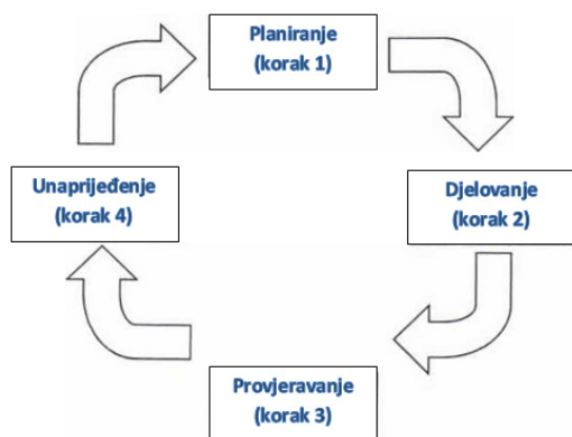 Planiranje
(korak 1)
Djelovanje
(korak 2)
Provjeravanje
(korak 3)
Unaprijeđenje
(korak 4)